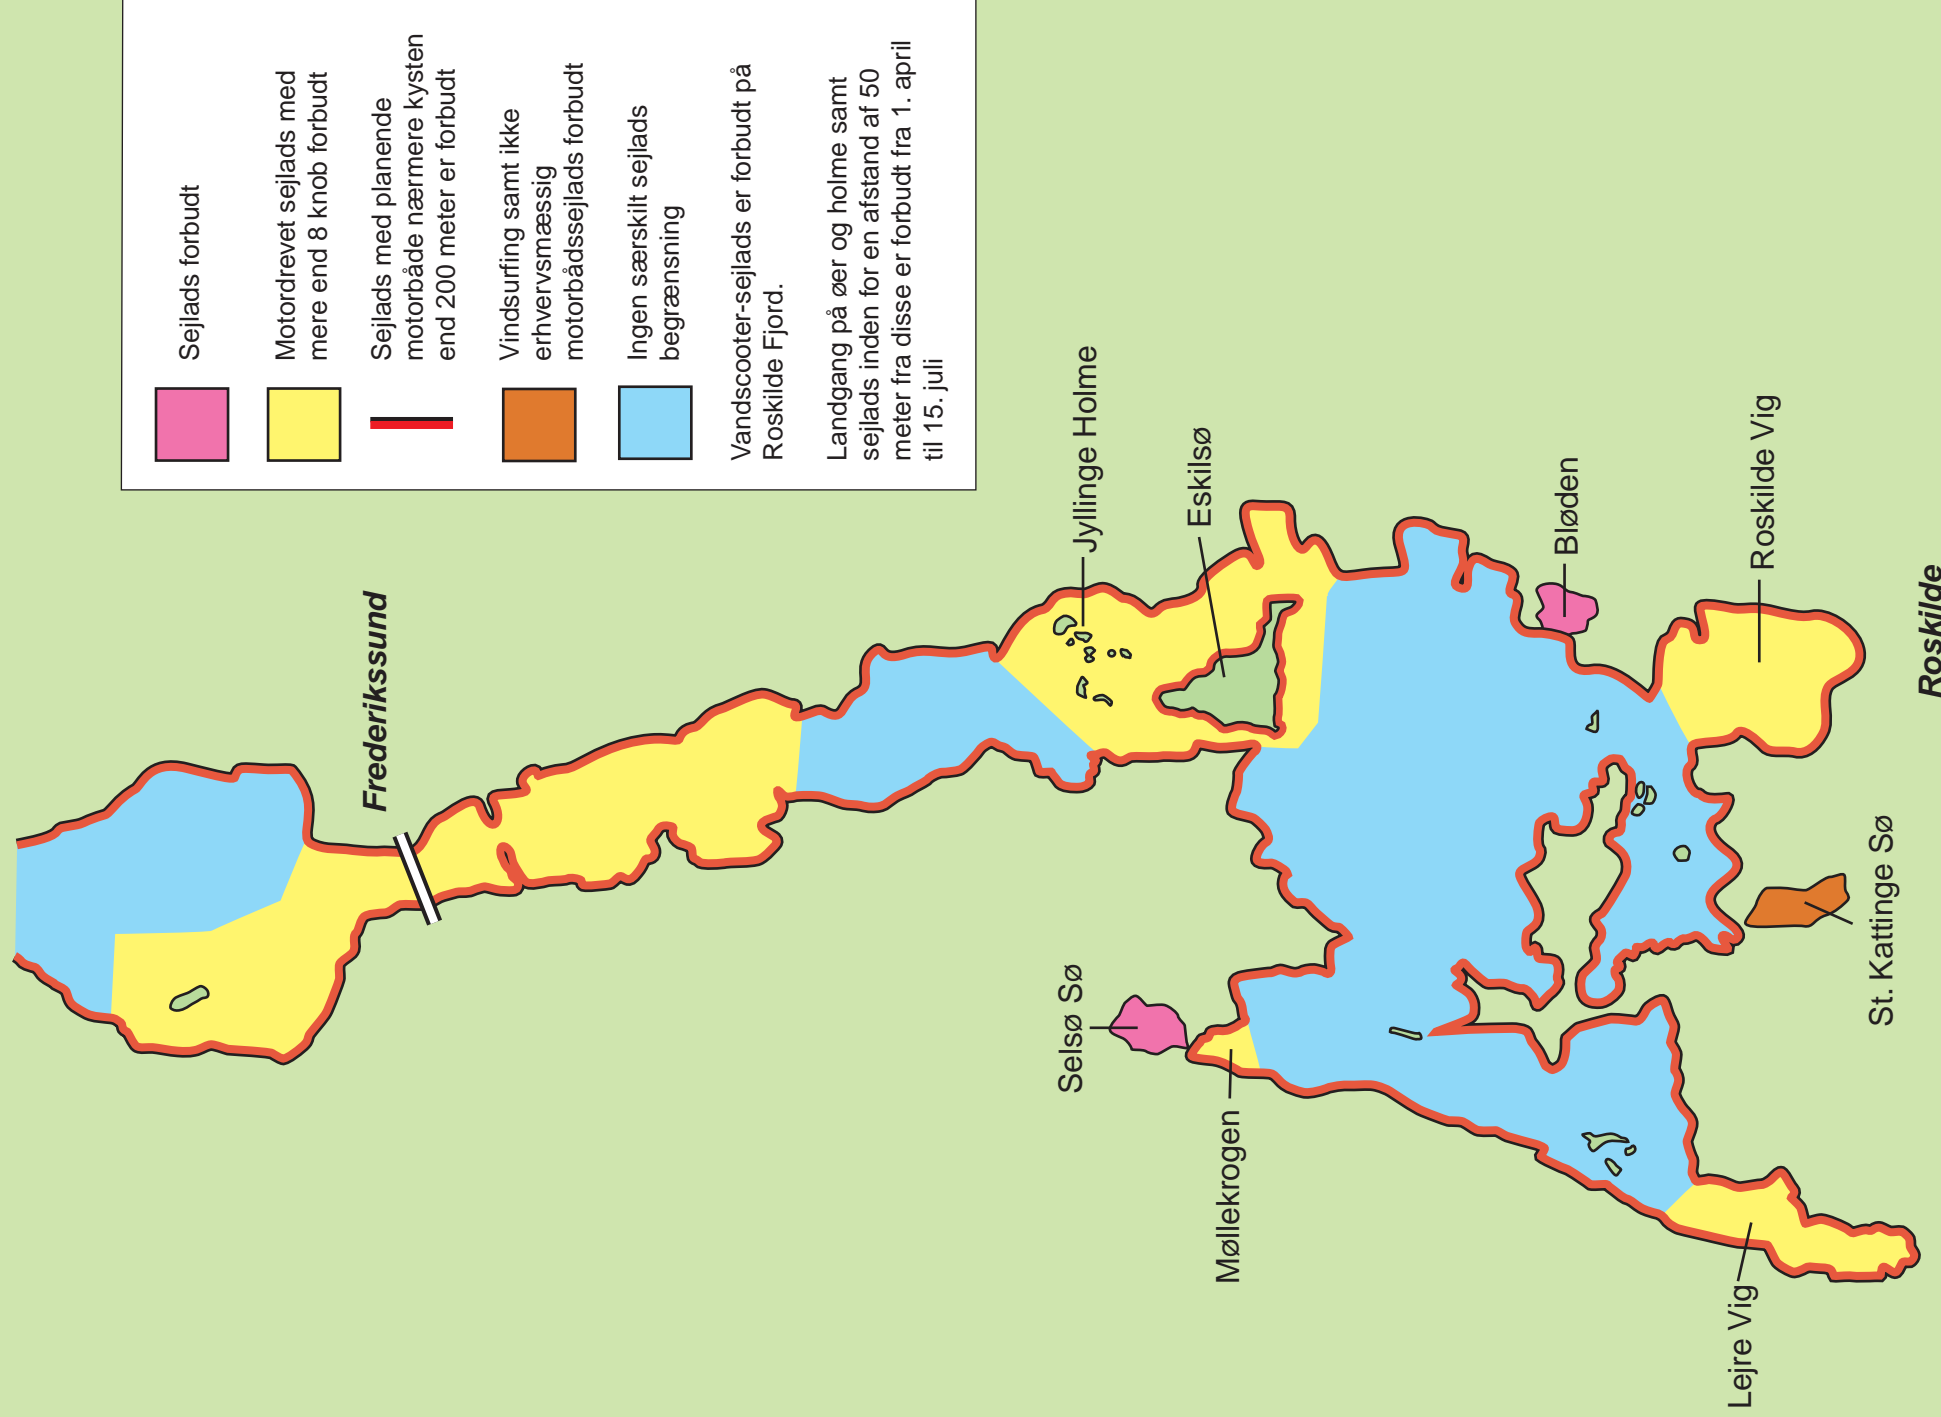 Sejlads forbudt
Motordrevet sejlads med
mere end 8 knob forbudt
Sejlads med planende
motorbåde nærmere kysten
end 200 meter er forbudt
Vindsurfing samt ikke
erhvervsmæssig
motorbådssejlads forbudt
Ingen særskilt sejlads
begrænsning
Vandscooter-sejlads er forbudt på
Roskilde Fjord.
Landgang på øer og holme samt
sejlads inden for en afstand af 50
meter fra disse er forbudt fra 1. april
til 15. juli
Frederikssund
Jyllinge Holme
Eskilsø
Selsø Sø
Møllekrogen
Bløden
Roskilde Vig
Lejre Vig
St. Kattinge Sø
Roskilde